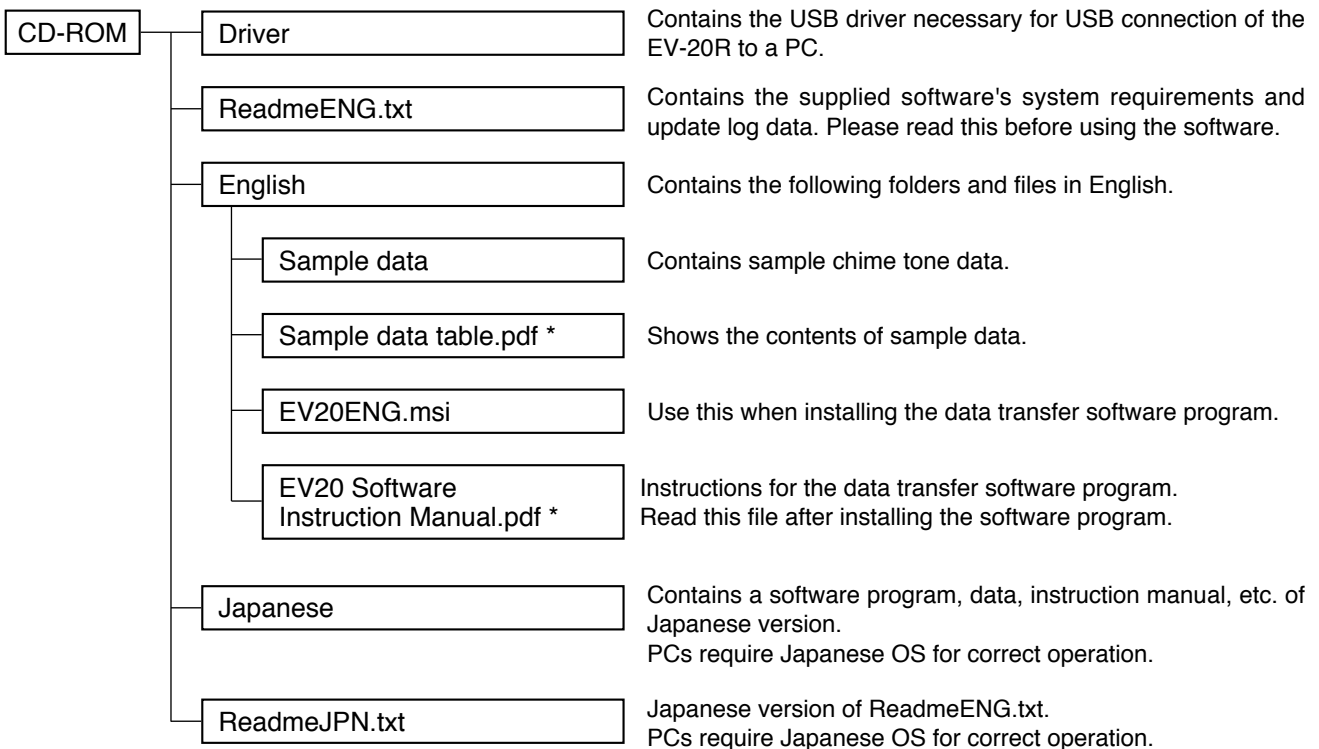 CD-ROM
Driver
Contains the USB driver necessary for USB connection of the
EV-20R to a PC.
ReadmeENG.txt
Contains the supplied software's system requirements and
update log data. Please read this before using the software.
English
Contains the following folders and files in English.
Sample data
Contains sample chime tone data.
Sample data table.pdf *
Shows the contents of sample data.
EV20ENG.msi
Use this when installing the data transfer software program.
EV20 Software
Instruction Manual.pdf *
Instructions for the data transfer software program.
Read this file after installing the software program.
Japanese
Contains a software program, data, instruction manual, etc. of
Japanese version.
PCs require Japanese OS for correct operation.
ReadmeJPN.txt
Japanese version of ReadmeENG.txt.
PCs require Japanese OS for correct operation.